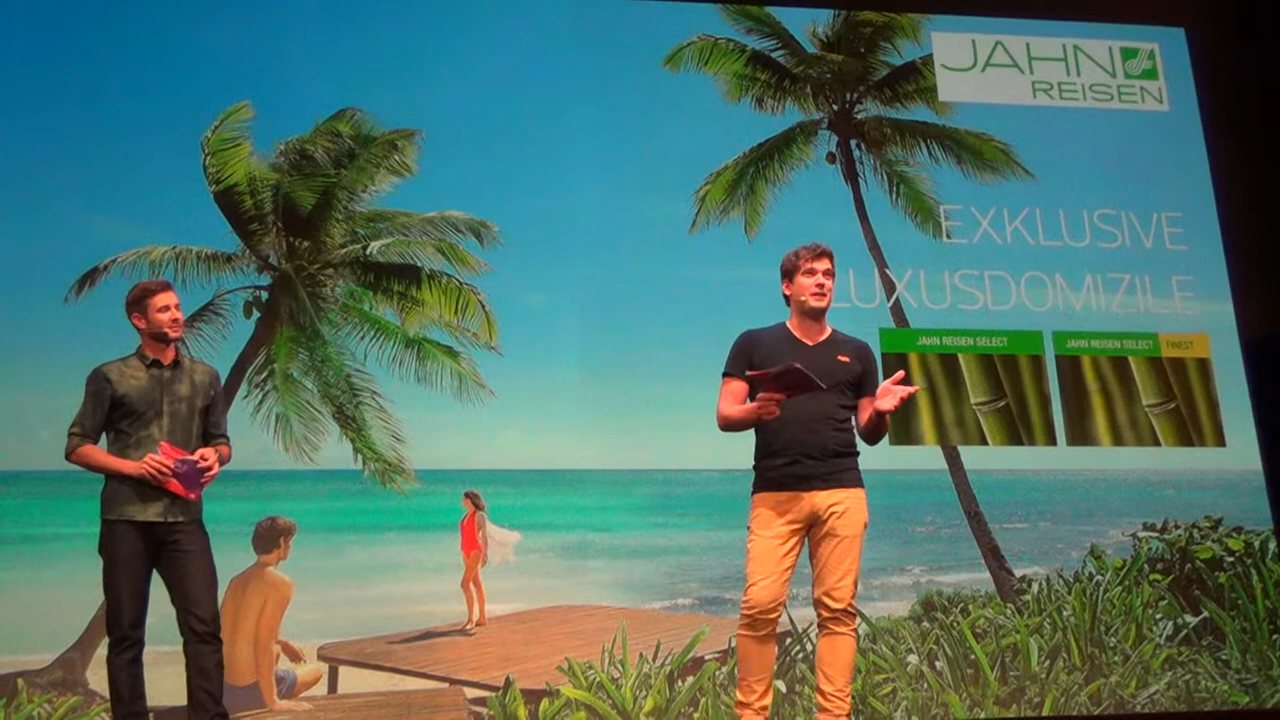 JAHN
REISEN
EXKLUSIVE
LUXUSDOMIZILE
JAHN REISEN SELECT
JAHN REISEN SELECT FINEST